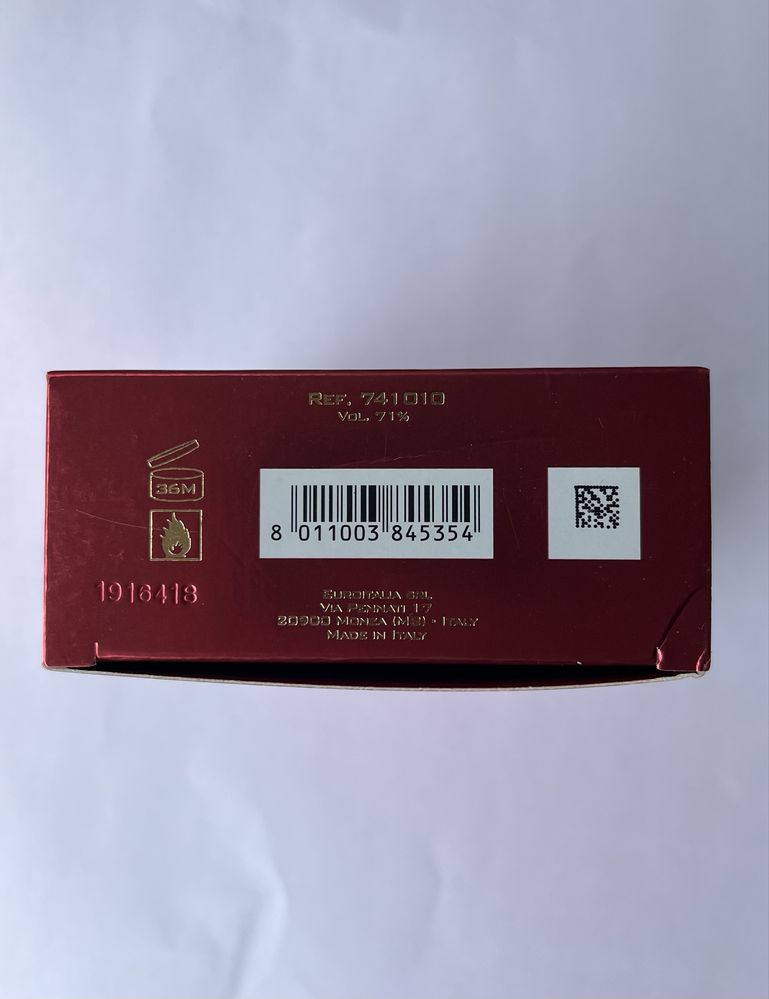 Ref. 741010
Vol. 71%
36M
8 011003 845354
1916418
Euroitalia srl
Via Pennati 17
20900 Monza (MB) - Italy
Made in Italy